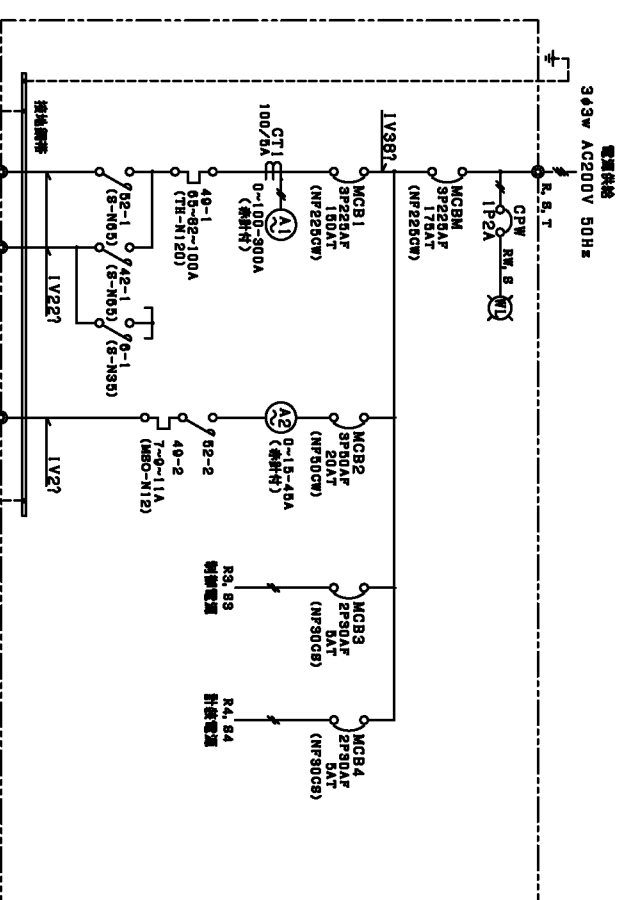 電源供給
3φ3w AC200V 50Hz
R, S, T
CPW
1P2A
RW, S
WL
MCBM
3P225AF
175AT
(NF225CW)
IV38?
MCB1
3P225AF
150AT
(NF225CW)
MCB2
3P50AF
20AT
(NF50CW)
MCB3
2P30AF
5AT
(NF30CS)
MCB4
2P30AF
5AT
(NF30CS)
CT1
100/5A
A1
0~100-300A
(赤針付)
A2
0~15-45A
(赤針付)
R3, S3
制御電源
R4, S4
計装電源
49-1
65~82~100A
(TH-N120)
52-2
49-2
7~9~11A
(MSO-N12)
52-1
(S-N65)
42-1
(S-N65)
6-1
(S-N35)
IV22?
IV2?
接地銅帯